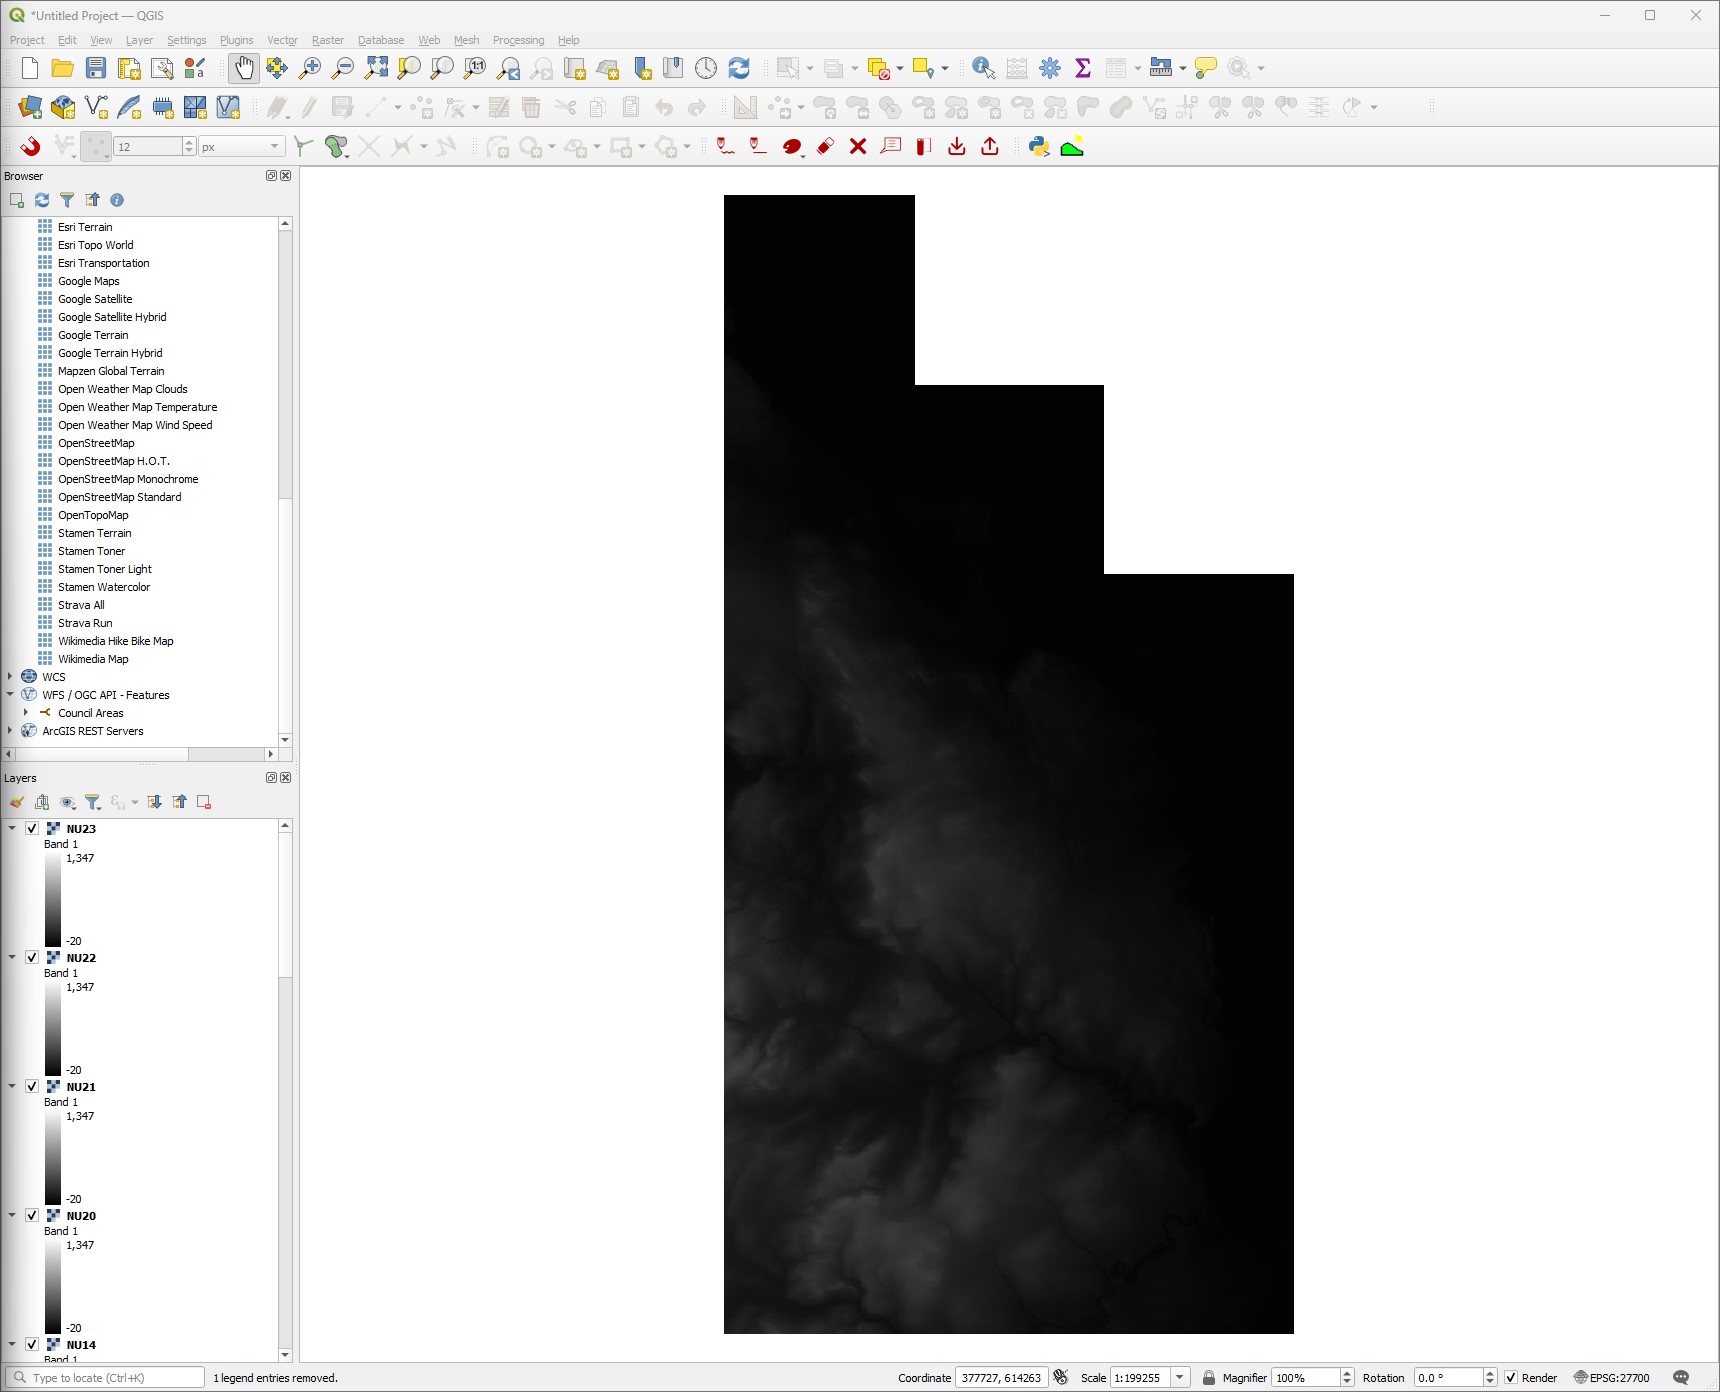 *Untitled Project — QGIS
Project Edit View Layer Settings Plugins Vector Raster Database Web Mesh Processing Help
1:1
12 px
Browser
Esri Terrain
Esri Topo World
Esri Transportation
Google Maps
Google Satellite
Google Satellite Hybrid
Google Terrain
Google Terrain Hybrid
Mapzen Global Terrain
Open Weather Map Clouds
Open Weather Map Temperature
Open Weather Map Wind Speed
OpenStreetMap
OpenStreetMap H.O.T.
OpenStreetMap Monochrome
OpenStreetMap Standard
OpenTopoMap
Stamen Terrain
Stamen Toner
Stamen Toner Light
Stamen Watercolor
Strava All
Strava Run
Wikimedia Hike Bike Map
Wikimedia Map
WCS
WFS / OGC API - Features
Council Areas
ArcGIS REST Servers
Layers
NU23
Band 1
1,347
-20
NU22
Band 1
1,347
-20
NU21
Band 1
1,347
-20
NU20
Band 1
1,347
-20
NU14
Band 1
Type to locate (Ctrl+K) 1 legend entries removed. Coordinate 377727, 614263 Scale 1:199255 Magnifier 100% Rotation 0.0 ° Render EPSG:27700